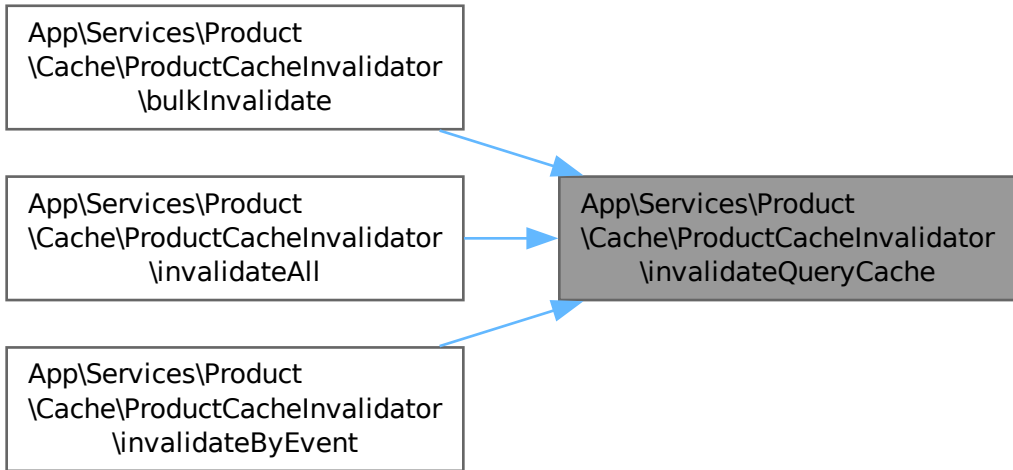 App\Services\Product
\Cache\ProductCacheInvalidator
\bulkInvalidate
App\Services\Product
\Cache\ProductCacheInvalidator
\invalidateAll
App\Services\Product
\Cache\ProductCacheInvalidator
\invalidateByEvent
App\Services\Product
\Cache\ProductCacheInvalidator
\invalidateQueryCache